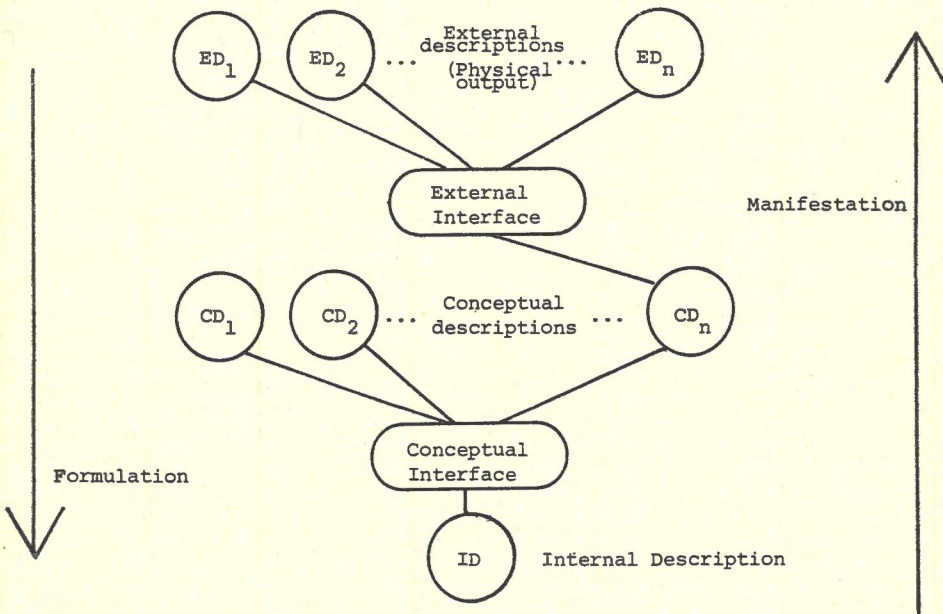 External
descriptions
ED1 ED2 ... (Physical ... EDn
output)
External
Interface
Manifestation
CD1 CD2 ... Conceptual ... CDn
descriptions
Conceptual
Interface
Formulation
ID Internal Description